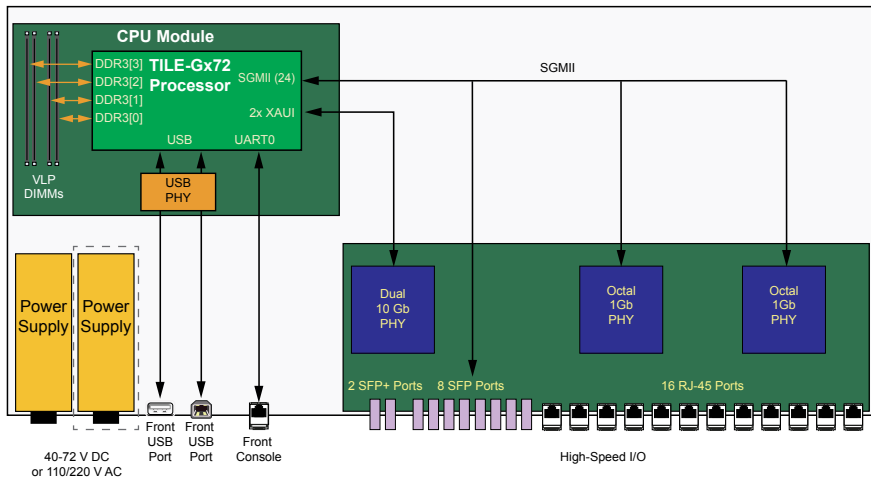 CPU Module
DDR3[3]
DDR3[2]
DDR3[1]
DDR3[0]
TILE-Gx72
Processor
SGMII (24)
2x XAUI
USB
UART0
VLP
DIMMs
USB
PHY
SGMII
Power
Supply
Power
Supply
Dual
10 Gb
PHY
Octal
1Gb
PHY
Octal
1Gb
PHY
2 SFP+ Ports
8 SFP Ports
16 RJ-45 Ports
40-72 V DC
or 110/220 V AC
Front
USB
Port
Front
USB
Port
Front
Console
High-Speed I/O